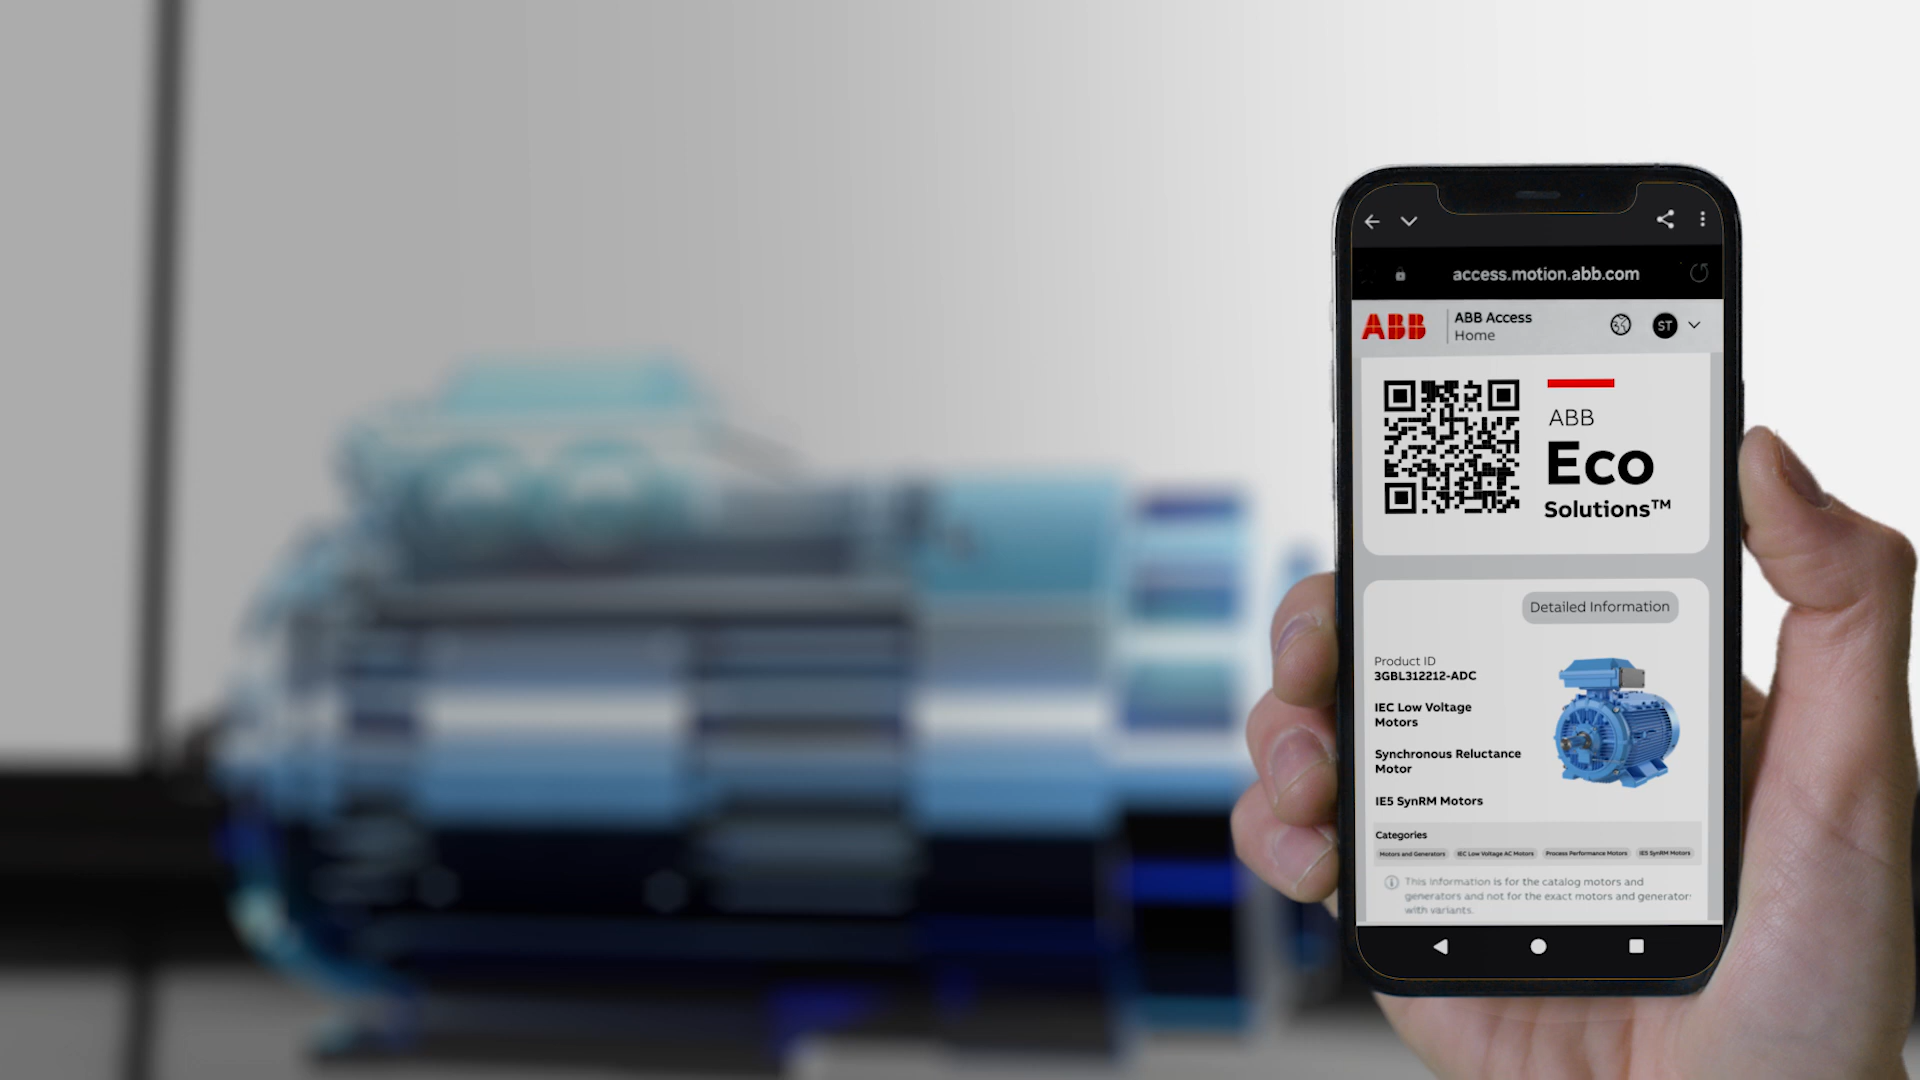 access.motion.abb.com
ABB
ABB Access
Home
ST
ABB
Eco
Solutions™
Detailed Information
Product ID
3GBL312212-ADC
IEC Low Voltage
Motors
Synchronous Reluctance
Motor
IE5 SynRM Motors
Categories
Motors and Generators IEC Low Voltage AC Motors Process Performance Motors IE5 SynRM Motors
This information is for the catalog motors and
generators and not for the exact motors and generators
with variants.